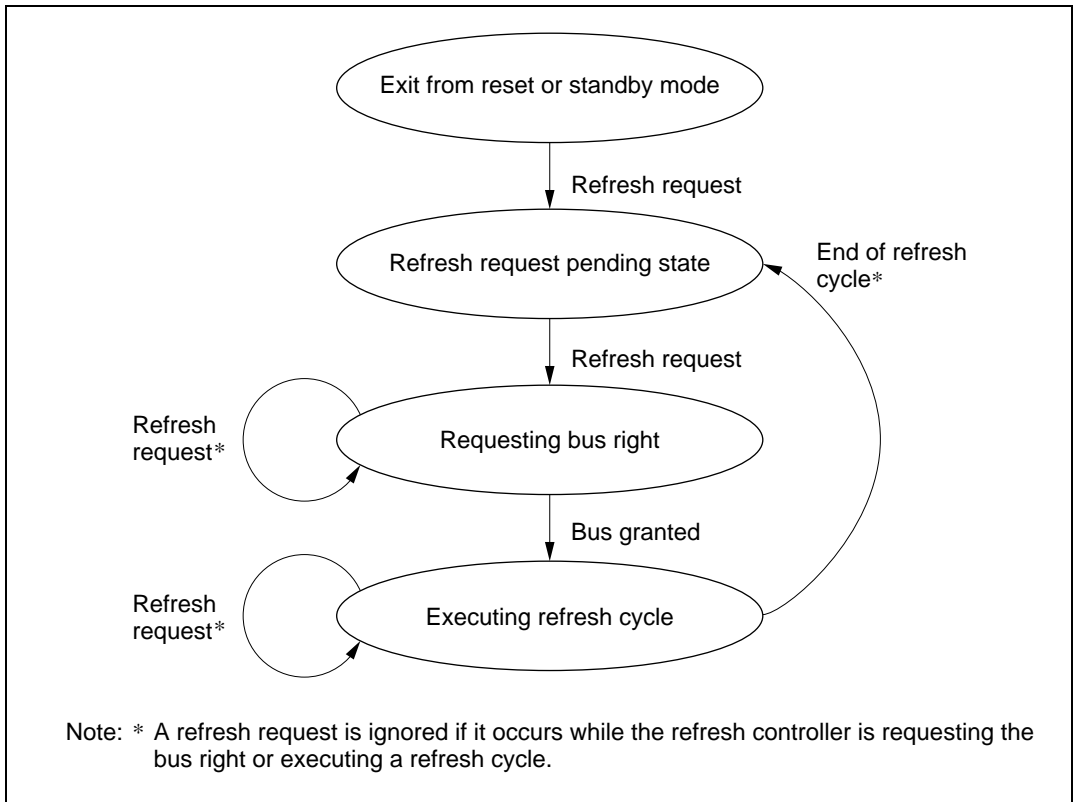 Exit from reset or standby mode
Refresh request
Refresh request pending state
End of refresh
cycle*
Refresh request
Refresh
request*
Requesting bus right
Bus granted
Refresh
request*
Executing refresh cycle
Note: * A refresh request is ignored if it occurs while the refresh controller is requesting the
bus right or executing a refresh cycle.